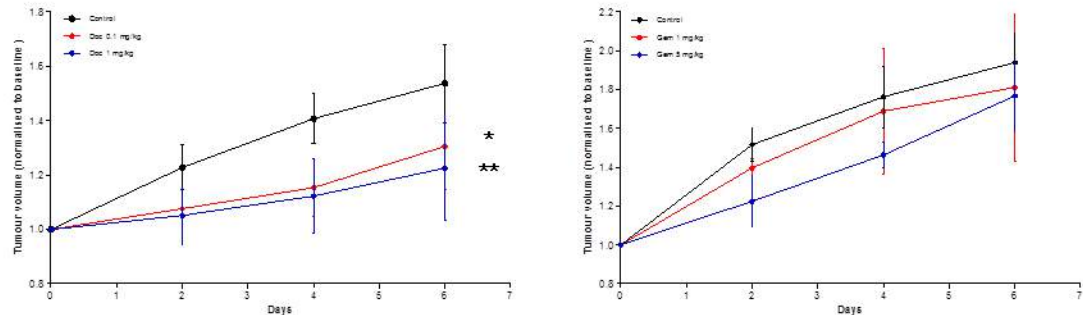 1.8
1.6
1.4
1.2
1.0
0.8
Tumour volume (normalised to baseline)
Control
Doc 0.1 mg/kg
Doc 1 mg/kg
*
**
0 1 2 3 4 5 6 7
Days
2.2
2.0
1.8
1.6
1.4
1.2
1.0
0.8
Tumour volume (normalised to baseline)
Control
Gem 1 mg/kg
Gem 5 mg/kg
0 1 2 3 4 5 6 7
Days